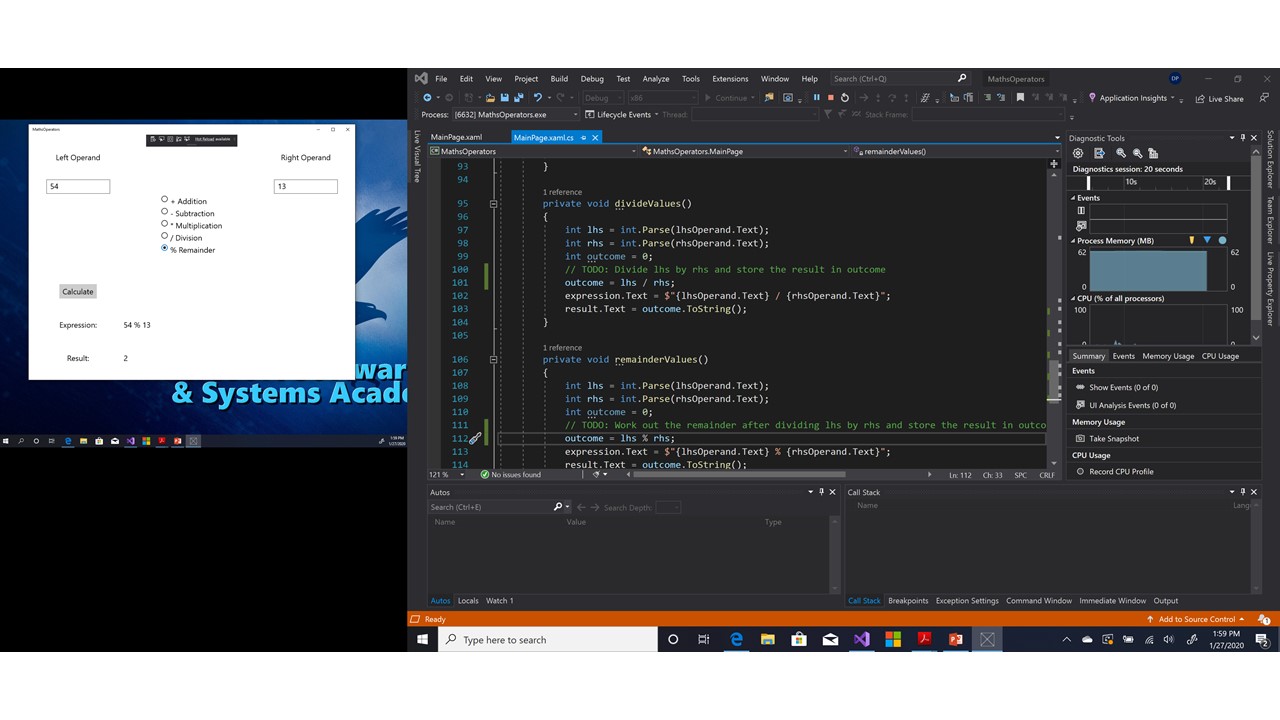 MathsOperators
Left Operand
Right Operand
54
13
+ Addition
- Subtraction
* Multiplication
/ Division
% Remainder
Calculate
Expression: 54 % 13
Result: 2
& Systems
File Edit View Project Build Debug Test Analyze Tools Extensions Window Help Search (Ctrl+Q) MathsOperators DP
Debug x86 Continue Application Insights Live Share
Process: [6632] MathsOperators.exe Lifecycle Events Thread: Stack Frame:
Live Visual Tree
MainPage.xaml MainPage.xaml.cs
MathsOperators MathsOperators.MainPage remainderValues()
93 }
94
1 reference
95 private void divideValues()
96 {
97 int lhs = int.Parse(lhsOperand.Text);
98 int rhs = int.Parse(rhsOperand.Text);
99 int outcome = 0;
100 // TODO: Divide lhs by rhs and store the result in outcome
101 outcome = lhs / rhs;
102 expression.Text = $"{lhsOperand.Text} / {rhsOperand.Text}";
103 result.Text = outcome.ToString();
104 }
105
1 reference
106 private void remainderValues()
107 {
108 int lhs = int.Parse(lhsOperand.Text);
109 int rhs = int.Parse(rhsOperand.Text);
110 int outcome = 0;
111 // TODO: Work out the remainder after dividing lhs by rhs and store the result in outco
112 outcome = lhs % rhs;
113 expression.Text = $"{lhsOperand.Text} % {rhsOperand.Text}";
114 result.Text = outcome.ToString();
121 % No issues found Ln: 112 Ch: 33 SPC CRLF
Diagnostic Tools
Diagnostics session: 20 seconds
10s 20s
Events
Process Memory (MB)
62 62
0 0
CPU (% of all processors)
100 100
Summary Events Memory Usage CPU Usage
Events
Show Events (0 of 0)
UI Analysis Events (0 of 0)
Memory Usage
Take Snapshot
CPU Usage
Record CPU Profile
Solution Explorer Team Explorer Live Property Explorer
Autos
Search (Ctrl+E) Search Depth:
Name Value Type
Autos Locals Watch 1
Call Stack
Name Lang
Call Stack Breakpoints Exception Settings Command Window Immediate Window Output
Ready Add to Source Control 1
Type here to search
1:59 PM
1/27/2020
2
1:59 PM
1/27/2020